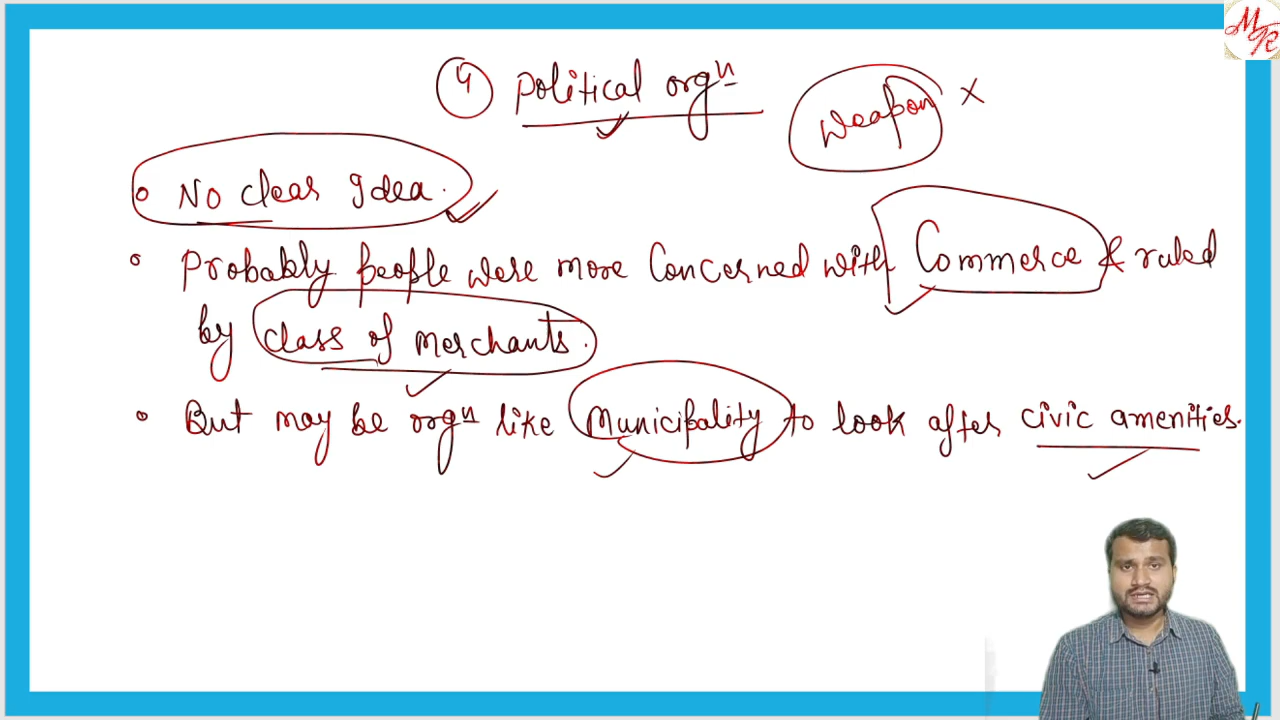 MR
④ Political orgⁿ
Weapon ×
• No clear Idea.
• Probably people were more Concerned with Commerce & ruled
by class of merchants.
• But may be orgⁿ like Municipality to look after civic amenities.